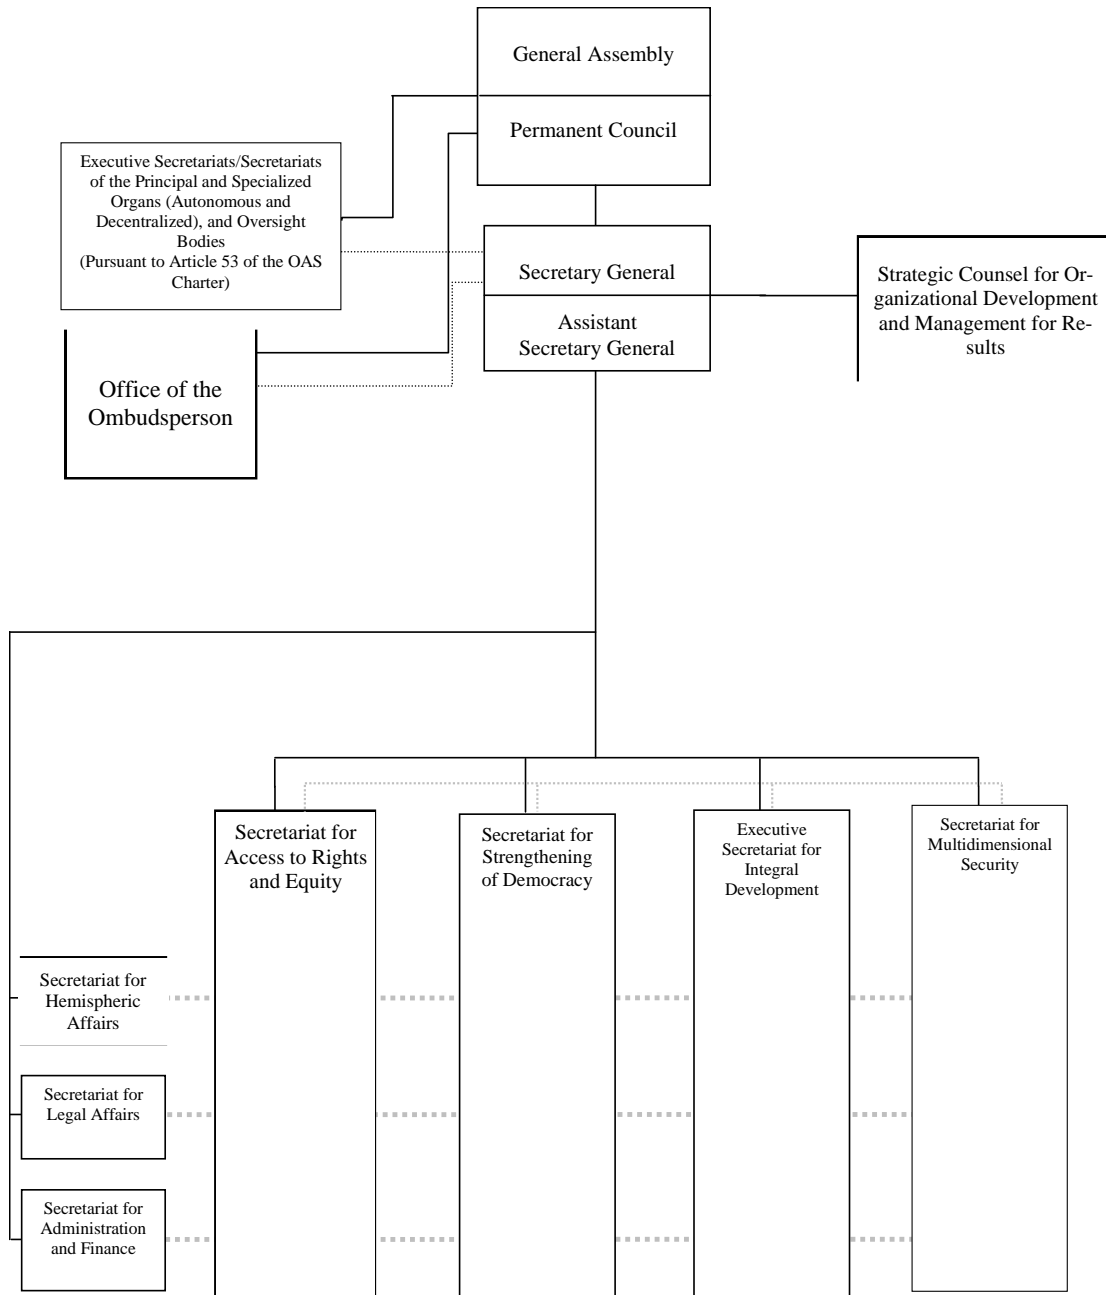 General Assembly
Permanent Council
Executive Secretariats/Secretariats
of the Principal and Specialized
Organs (Autonomous and
Decentralized), and Oversight
Bodies
(Pursuant to Article 53 of the OAS
Charter)
Secretary General
Assistant
Secretary General
Strategic Counsel for Or-
ganizational Development
and Management for Re-
sults
Office of the
Ombudsperson
Secretariat for
Access to Rights
and Equity
Secretariat for
Strengthening
of Democracy
Executive
Secretariat for
Integral
Development
Secretariat for
Multidimensional
Security
Secretariat for
Hemispheric
Affairs
Secretariat for
Legal Affairs
Secretariat for
Administration
and Finance